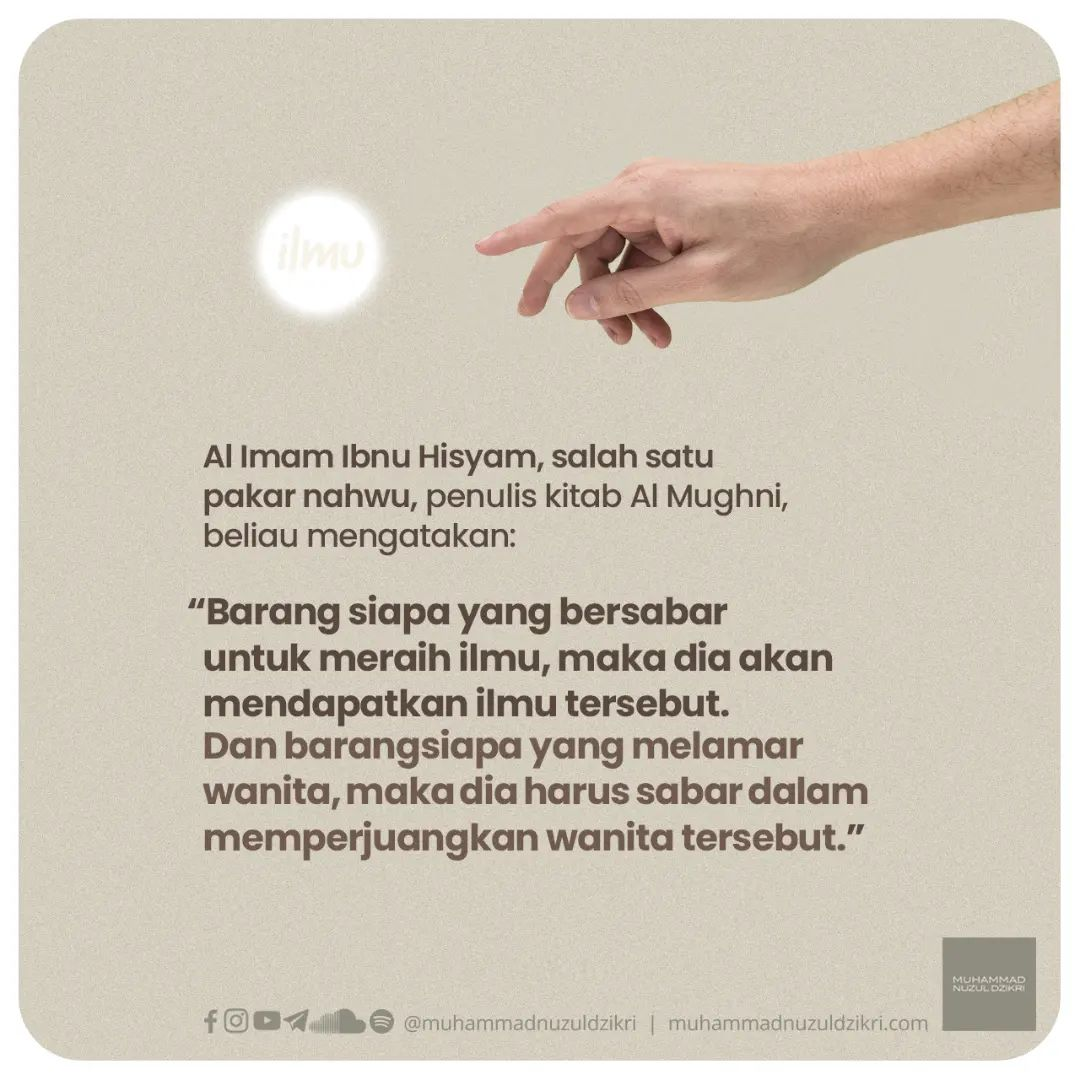 ilmu
Al Imam Ibnu Hisyam, salah satu
pakar nahwu, penulis kitab Al Mughni,
beliau mengatakan:
“Barang siapa yang bersabar
untuk meraih ilmu, maka dia akan
mendapatkan ilmu tersebut.
Dan barangsiapa yang melamar
wanita, maka dia harus sabar dalam
memperjuangkan wanita tersebut.”
MUHAMMAD
NUZUL DZIKRI
@muhammadnuzuldzikri | muhammadnuzuldzikri.com